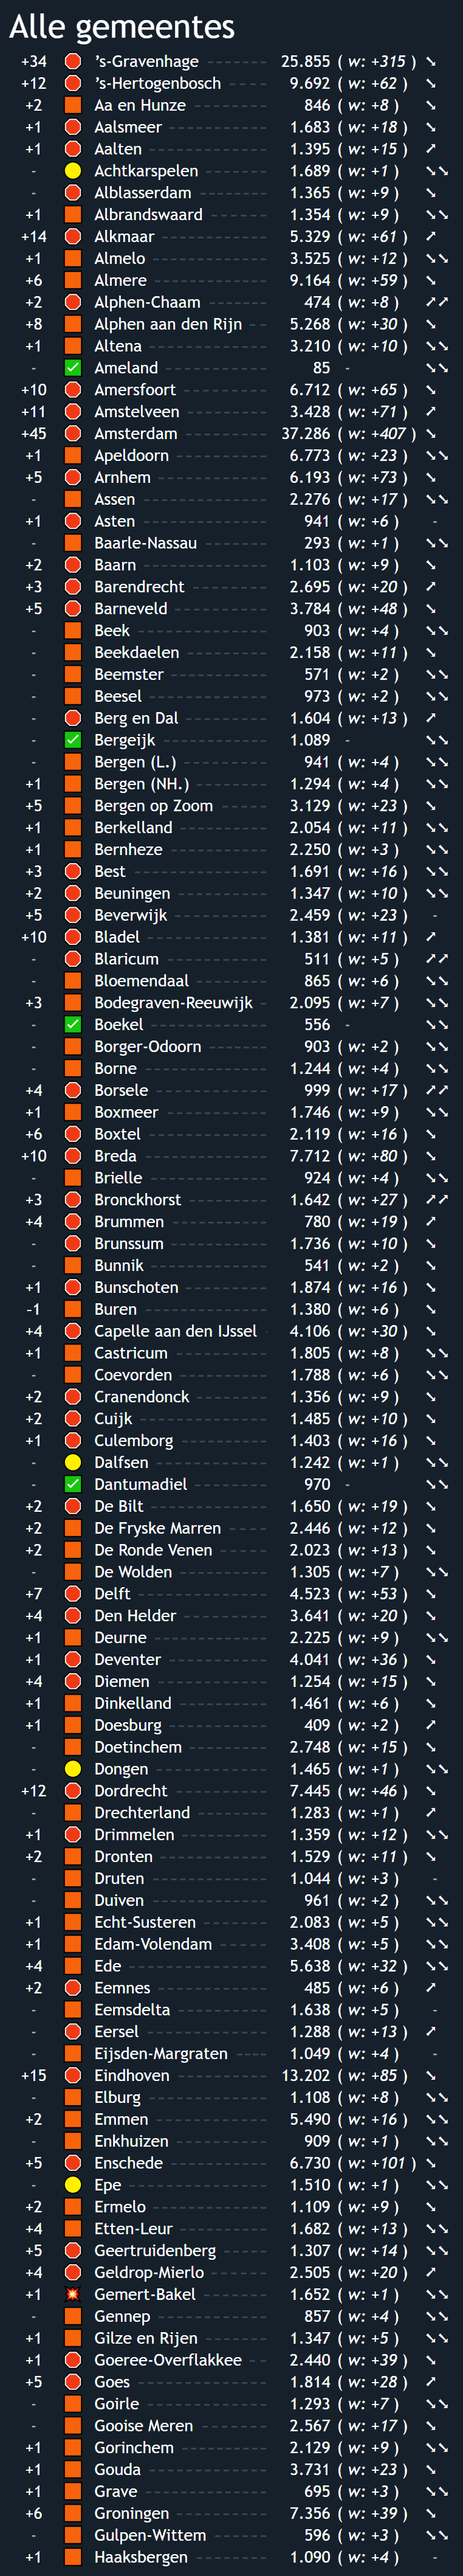 Alle gemeentes
+34 's-Gravenhage 25.855 ( w: +315 )
+12 's-Hertogenbosch 9.692 ( w: +62 )
+2 Aa en Hunze 846 ( w: +8 )
+1 Aalsmeer 1.683 ( w: +18 )
+1 Aalten 1.395 ( w: +15 )
- Achtkarspelen 1.689 ( w: +1 )
- Alblasserdam 1.365 ( w: +9 )
+1 Albrandswaard 1.354 ( w: +9 )
+14 Alkmaar 5.329 ( w: +61 )
+1 Almelo 3.525 ( w: +12 )
+6 Almere 9.164 ( w: +59 )
+2 Alphen-Chaam 474 ( w: +8 )
+8 Alphen aan den Rijn 5.268 ( w: +30 )
+1 Altena 3.210 ( w: +10 )
- Ameland 85 -
+10 Amersfoort 6.712 ( w: +65 )
+11 Amstelveen 3.428 ( w: +71 )
+45 Amsterdam 37.286 ( w: +407 )
+1 Apeldoorn 6.773 ( w: +23 )
+5 Arnhem 6.193 ( w: +73 )
- Assen 2.276 ( w: +17 )
+1 Asten 941 ( w: +6 ) -
- Baarle-Nassau 293 ( w: +1 )
+2 Baarn 1.103 ( w: +9 )
+3 Barendrecht 2.695 ( w: +20 )
+5 Barneveld 3.784 ( w: +48 )
- Beek 903 ( w: +4 )
- Beekdaelen 2.158 ( w: +11 )
- Beemster 571 ( w: +2 )
- Beesel 973 ( w: +2 )
- Berg en Dal 1.604 ( w: +13 )
- Bergeijk 1.089 -
- Bergen (L.) 941 ( w: +4 )
+1 Bergen (NH.) 1.294 ( w: +4 )
+5 Bergen op Zoom 3.129 ( w: +23 )
+1 Berkelland 2.054 ( w: +11 )
+1 Bernheze 2.250 ( w: +3 )
+3 Best 1.691 ( w: +16 )
+2 Beuningen 1.347 ( w: +10 )
+5 Beverwijk 2.459 ( w: +23 ) -
+10 Bladel 1.381 ( w: +11 )
- Blaricum 511 ( w: +5 )
- Bloemendaal 865 ( w: +6 )
+3 Bodegraven-Reeuwijk 2.095 ( w: +7 )
- Boekel 556 -
- Borger-Odoorn 903 ( w: +2 )
- Borne 1.244 ( w: +4 )
+4 Borsele 999 ( w: +17 )
+1 Boxmeer 1.746 ( w: +9 )
+6 Boxtel 2.119 ( w: +16 )
+10 Breda 7.712 ( w: +80 )
- Brielle 924 ( w: +4 )
+3 Bronckhorst 1.642 ( w: +27 )
+4 Brummen 780 ( w: +19 )
- Brunssum 1.736 ( w: +10 )
- Bunnik 541 ( w: +2 )
+1 Bunschoten 1.874 ( w: +16 )
-1 Buren 1.380 ( w: +6 )
+4 Capelle aan den IJssel 4.106 ( w: +30 )
+1 Castricum 1.805 ( w: +8 )
- Coevorden 1.788 ( w: +6 )
+2 Cranendonck 1.356 ( w: +9 )
+2 Cuijk 1.485 ( w: +10 )
+1 Culemborg 1.403 ( w: +16 )
- Dalfsen 1.242 ( w: +1 )
- Dantumadiel 970 -
+2 De Bilt 1.650 ( w: +19 )
+2 De Fryske Marren 2.446 ( w: +12 )
+2 De Ronde Venen 2.023 ( w: +13 )
- De Wolden 1.305 ( w: +7 )
+7 Delft 4.523 ( w: +53 )
+4 Den Helder 3.641 ( w: +20 )
+1 Deurne 2.225 ( w: +9 )
+1 Deventer 4.041 ( w: +36 )
+4 Diemen 1.254 ( w: +15 )
+1 Dinkelland 1.461 ( w: +6 )
+1 Doesburg 409 ( w: +2 )
- Doetinchem 2.748 ( w: +15 )
- Dongen 1.465 ( w: +1 )
+12 Dordrecht 7.445 ( w: +46 )
- Drechterland 1.283 ( w: +1 )
+1 Drimmelen 1.359 ( w: +12 )
+2 Dronten 1.529 ( w: +11 )
- Druten 1.044 ( w: +3 ) -
- Duiven 961 ( w: +2 )
+1 Echt-Susteren 2.083 ( w: +5 )
+1 Edam-Volendam 3.408 ( w: +5 )
+4 Ede 5.638 ( w: +32 )
+2 Eemnes 485 ( w: +6 )
- Eemsdelta 1.638 ( w: +5 ) -
- Eersel 1.288 ( w: +13 )
- Eijsden-Margraten 1.049 ( w: +4 ) -
+15 Eindhoven 13.202 ( w: +85 )
- Elburg 1.108 ( w: +8 )
+2 Emmen 5.490 ( w: +16 )
- Enkhuizen 909 ( w: +1 )
+5 Enschede 6.730 ( w: +101 )
- Epe 1.510 ( w: +1 )
+2 Ermelo 1.109 ( w: +9 )
+4 Etten-Leur 1.682 ( w: +13 )
+5 Geertruidenberg 1.307 ( w: +14 )
+4 Geldrop-Mierlo 2.505 ( w: +20 )
+1 Gemert-Bakel 1.652 ( w: +1 )
- Gennep 857 ( w: +4 )
+1 Gilze en Rijen 1.347 ( w: +5 )
+1 Goeree-Overflakkee 2.440 ( w: +39 )
+5 Goes 1.814 ( w: +28 )
- Goirle 1.293 ( w: +7 )
- Gooise Meren 2.567 ( w: +17 )
+1 Gorinchem 2.129 ( w: +9 )
+1 Gouda 3.731 ( w: +23 )
+1 Grave 695 ( w: +3 )
+6 Groningen 7.356 ( w: +39 )
- Gulpen-Wittem 596 ( w: +3 )
+1 Haaksbergen 1.090 ( w: +4 ) -